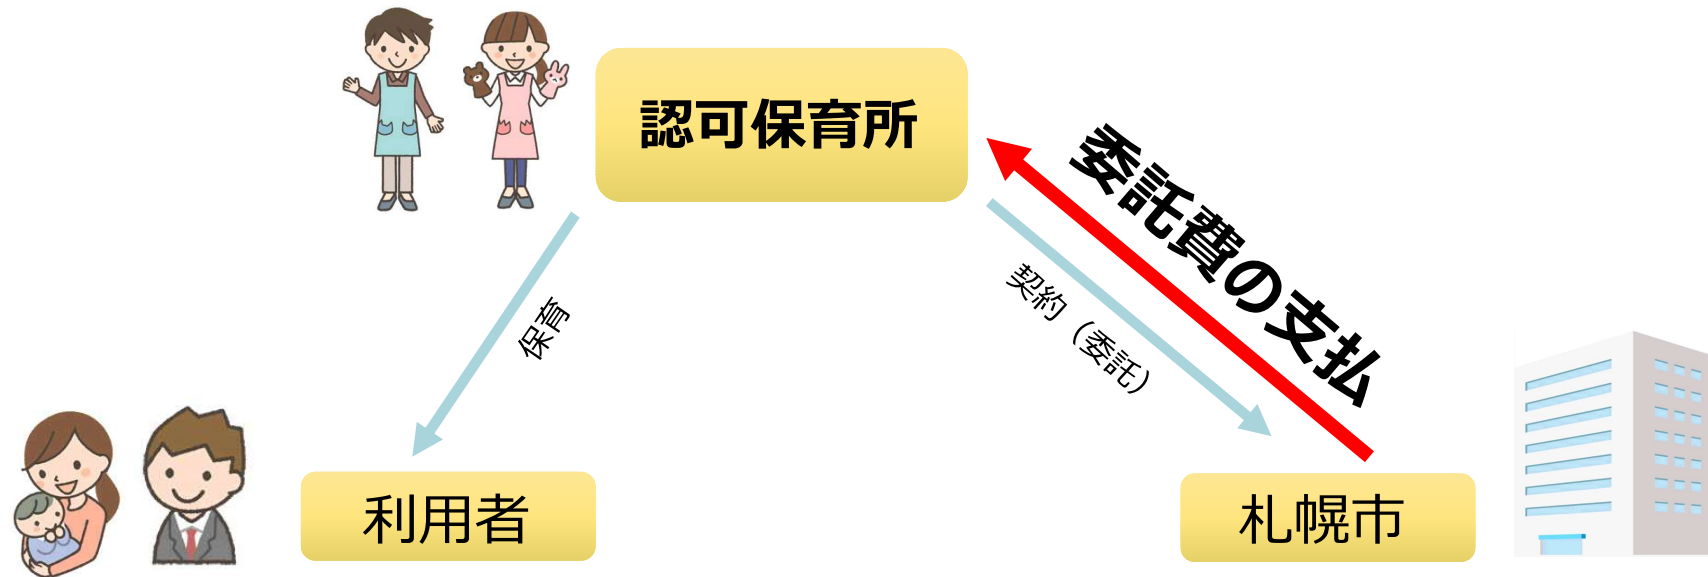 認可保育所
委託費の支払
契約（委託）
保育
利用者
札幌市